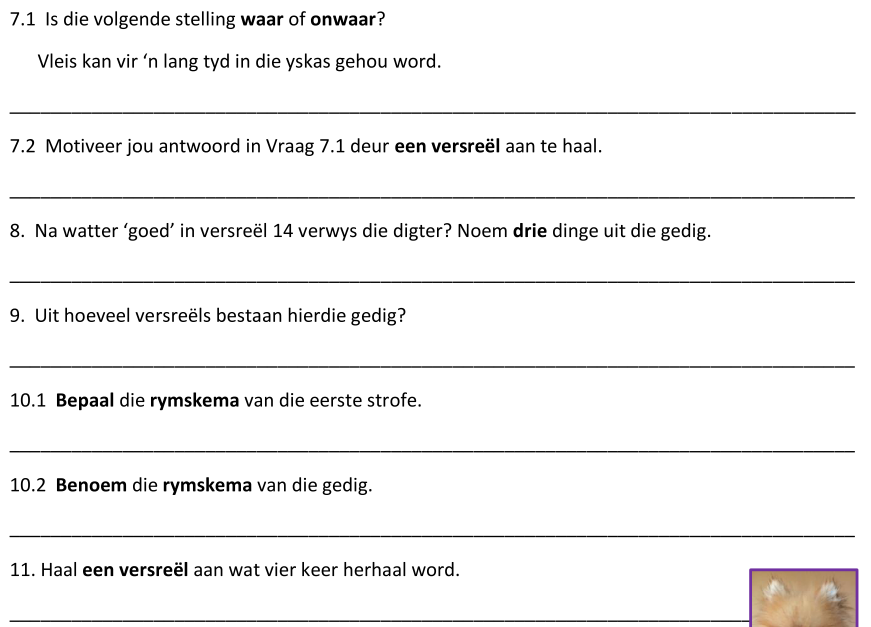 7.1 Is die volgende stelling waar of onwaar?
Vleis kan vir ‘n lang tyd in die yskas gehou word.
7.2 Motiveer jou antwoord in Vraag 7.1 deur een versreël aan te haal.
8. Na watter ‘goed’ in versreël 14 verwys die digter? Noem drie dinge uit die gedig.
9. Uit hoeveel versreëls bestaan hierdie gedig?
10.1 Bepaal die rymskema van die eerste strofe.
10.2 Benoem die rymskema van die gedig.
11. Haal een versreël aan wat vier keer herhaal word.